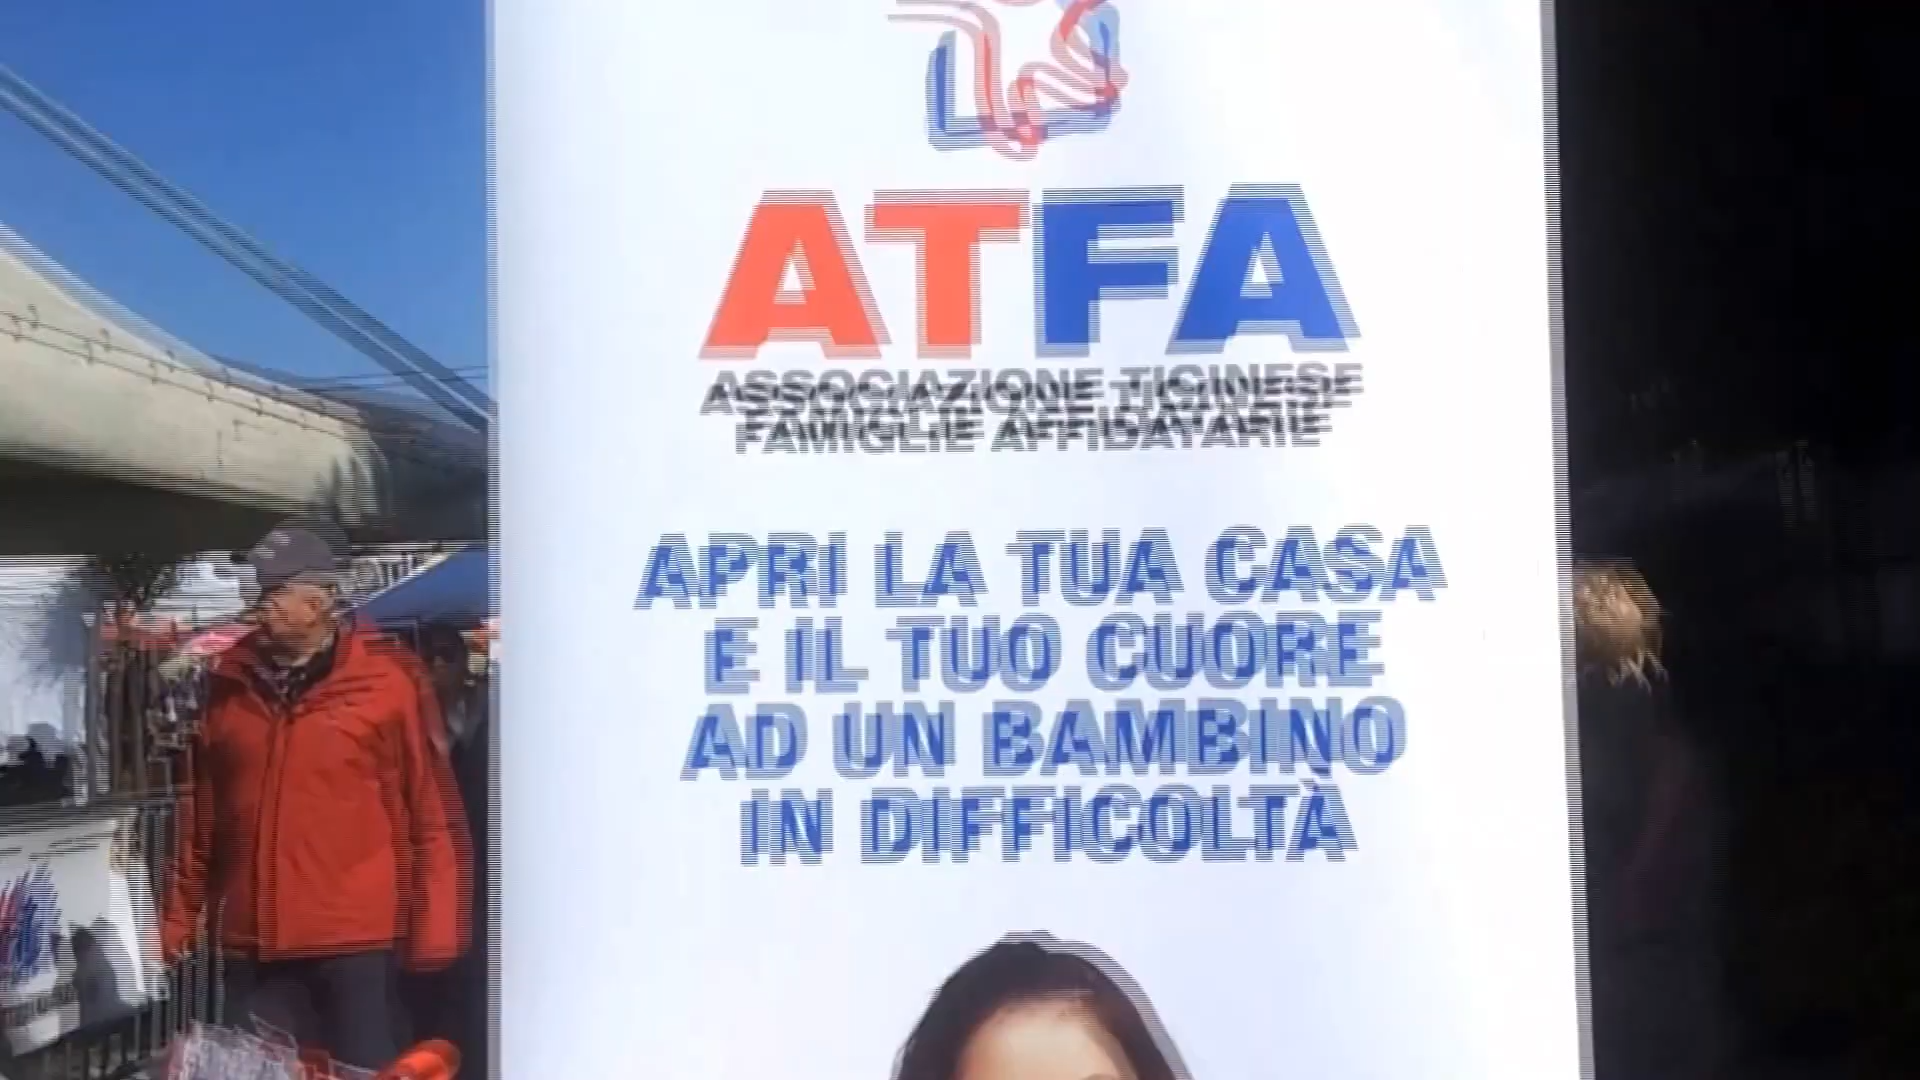 ATFA
ASSOCIAZIONE TICINESE
FAMIGLIE AFFIDATARIE
APRI LA TUA CASA
E IL TUO CUORE
AD UN BAMBINO
IN DIFFICOLTÀ